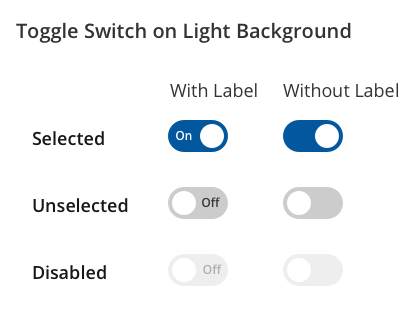 Toggle Switch on Light Background
With Label Without Label
Selected On
Unselected Off
Disabled Off